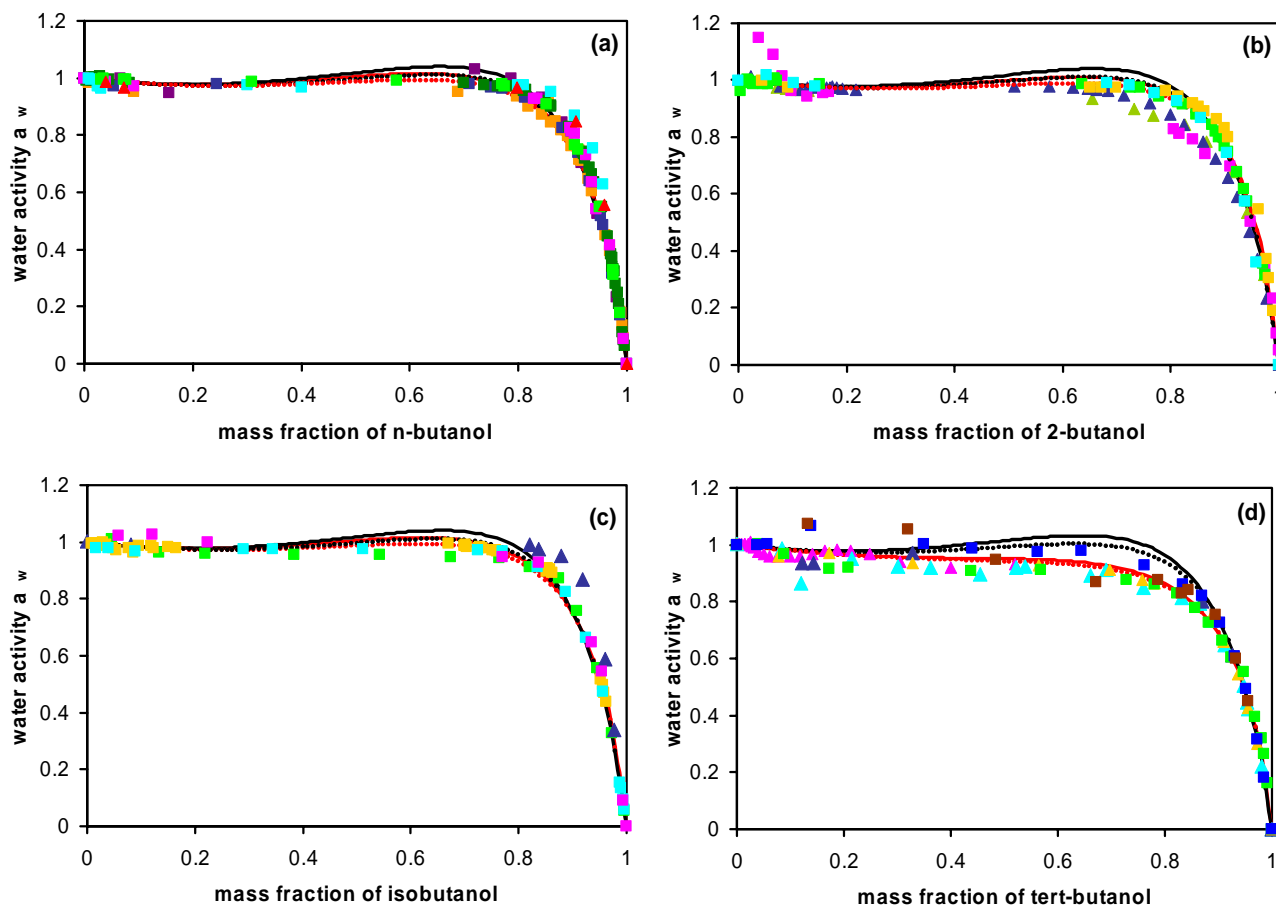 (a)
water activity a w
1.2
1
0.8
0.6
0.4
0.2
0
0 0.2 0.4 0.6 0.8 1
mass fraction of n-butanol
(b)
water activity a w
1.2
1
0.8
0.6
0.4
0.2
0
0 0.2 0.4 0.6 0.8 1
mass fraction of 2-butanol
(c)
water activity a w
1.2
1
0.8
0.6
0.4
0.2
0
0 0.2 0.4 0.6 0.8 1
mass fraction of isobutanol
(d)
water activity a w
1.2
1
0.8
0.6
0.4
0.2
0
0 0.2 0.4 0.6 0.8 1
mass fraction of tert-butanol